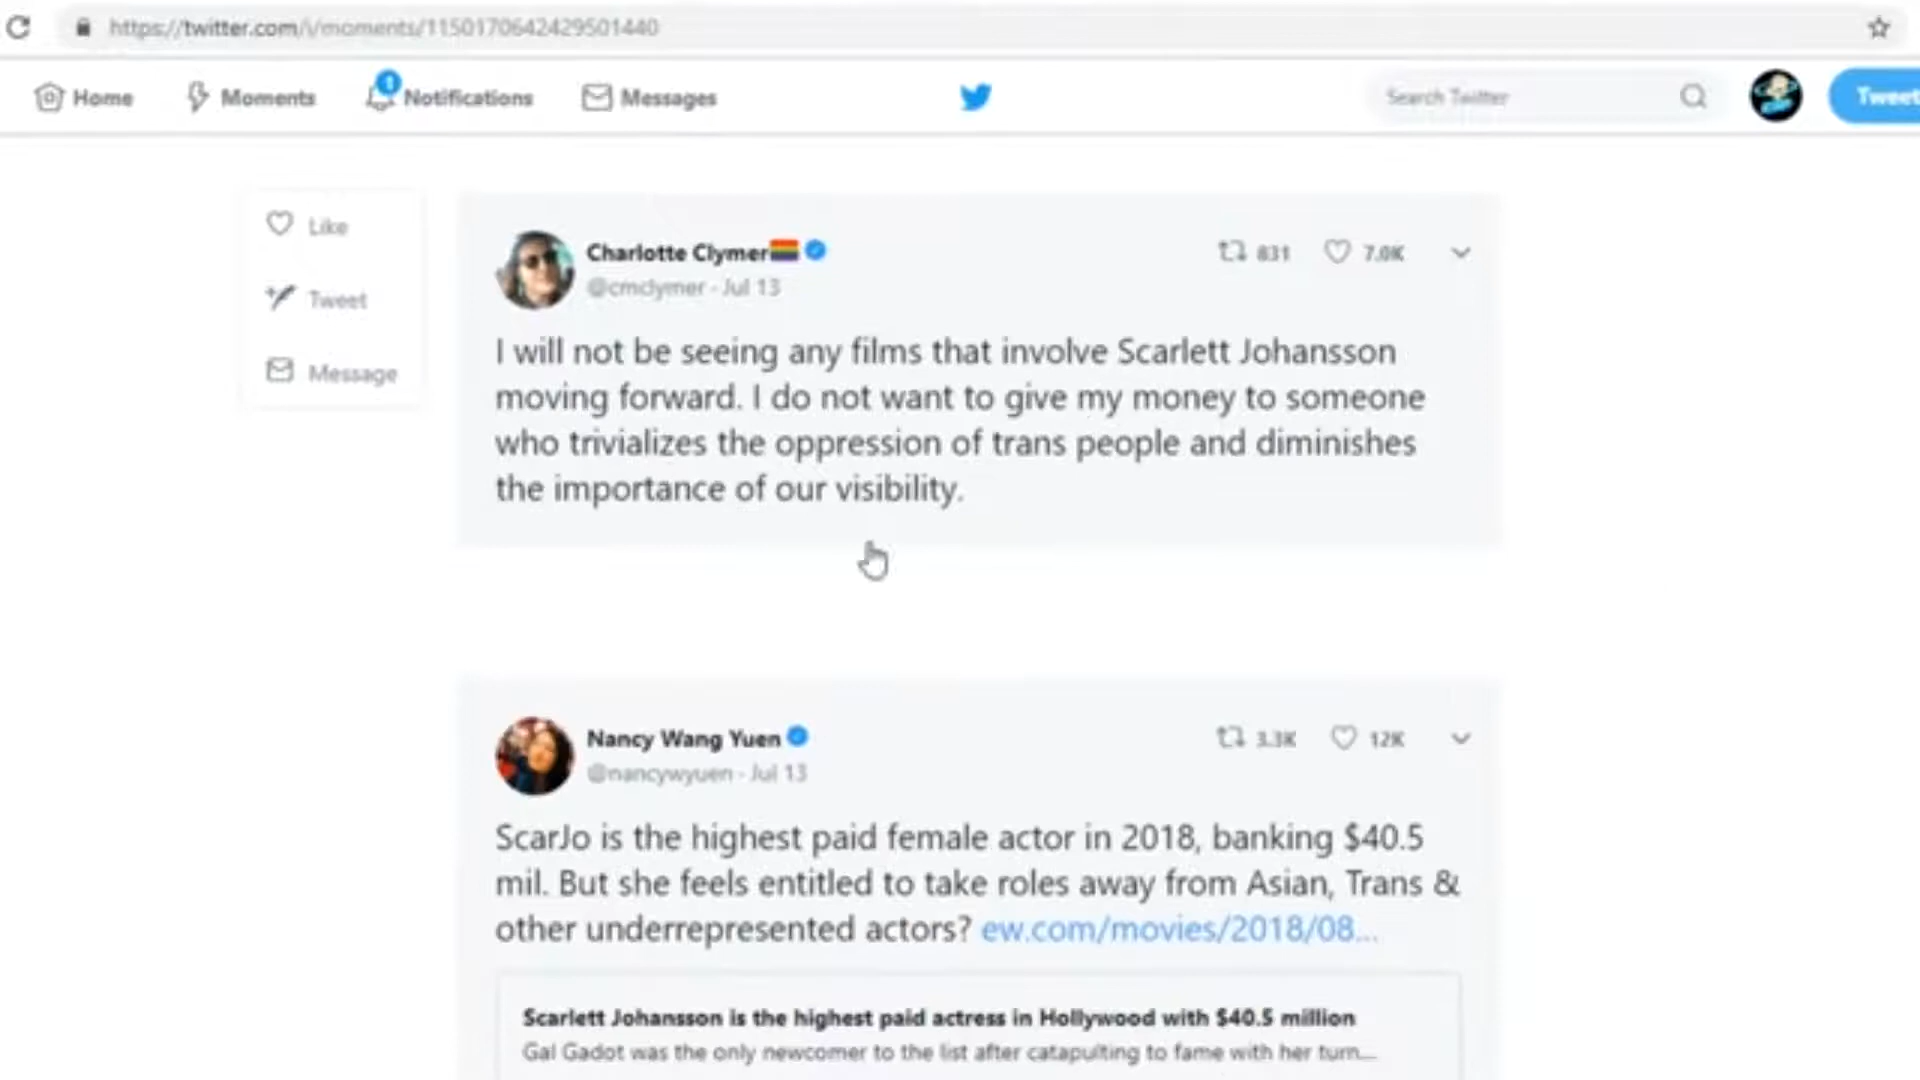 https://twitter.com/i/moments/1150170642429501440
Home Moments 1 Notifications Messages Search Twitter Tweet
Like
Tweet
Message
Charlotte Clymer 831 7.0K
@cmclymer · Jul 13
I will not be seeing any films that involve Scarlett Johansson
moving forward. I do not want to give my money to someone
who trivializes the oppression of trans people and diminishes
the importance of our visibility.
Nancy Wang Yuen 3.3K 12K
@nancywyuen · Jul 13
ScarJo is the highest paid female actor in 2018, banking $40.5
mil. But she feels entitled to take roles away from Asian, Trans &
other underrepresented actors? ew.com/movies/2018/08...
Scarlett Johansson is the highest paid actress in Hollywood with $40.5 million
Gal Gadot was the only newcomer to the list after catapulting to fame with her turn...